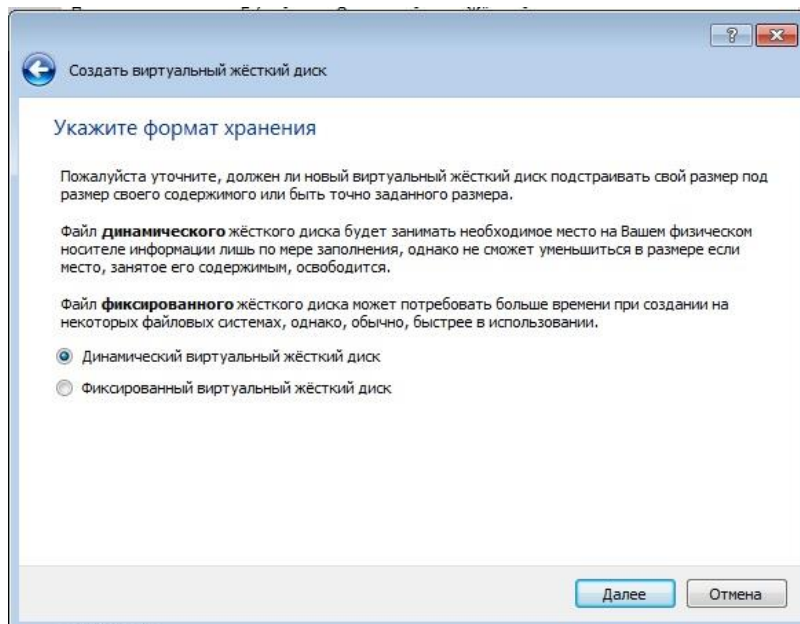 Создать виртуальный жёсткий диск
Укажите формат хранения
Пожалуйста уточните, должен ли новый виртуальный жёсткий диск подстраивать свой размер под
размер своего содержимого или быть точно заданного размера.
Файл динамического жёсткого диска будет занимать необходимое место на Вашем физическом
носителе информации лишь по мере заполнения, однако не сможет уменьшиться в размере если
место, занятое его содержимым, освободится.
Файл фиксированного жёсткого диска может потребовать больше времени при создании на
некоторых файловых системах, однако, обычно, быстрее в использовании.
Динамический виртуальный жёсткий диск
Фиксированный виртуальный жёсткий диск
Далее
Отмена